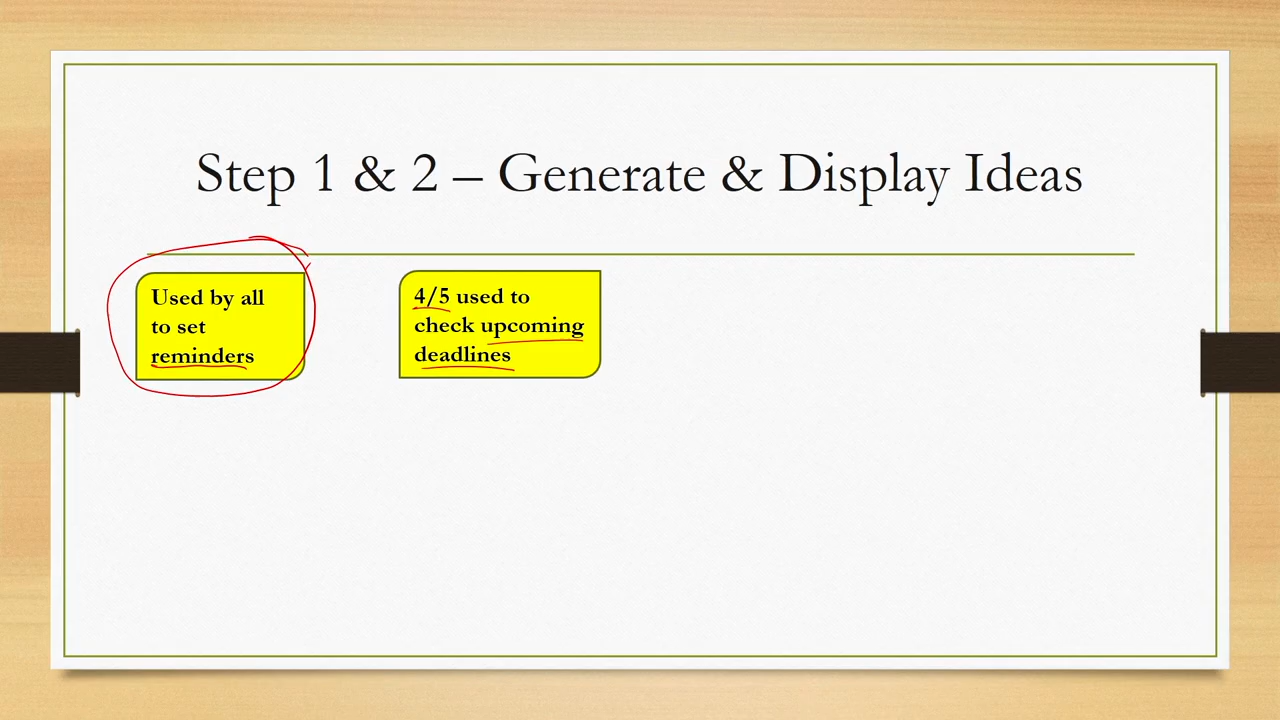 Step 1 & 2 – Generate & Display Ideas
Used by all
to set
reminders
4/5 used to
check upcoming
deadlines